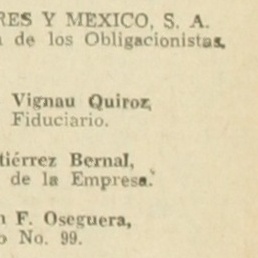 RES Y MEXICO, S. A.
de los Obligacionistas,
Vignau Quiroz,
Fiduciario.
tiérrez Bernal,
de la Empresa.
F. Oseguera,
No. 99.